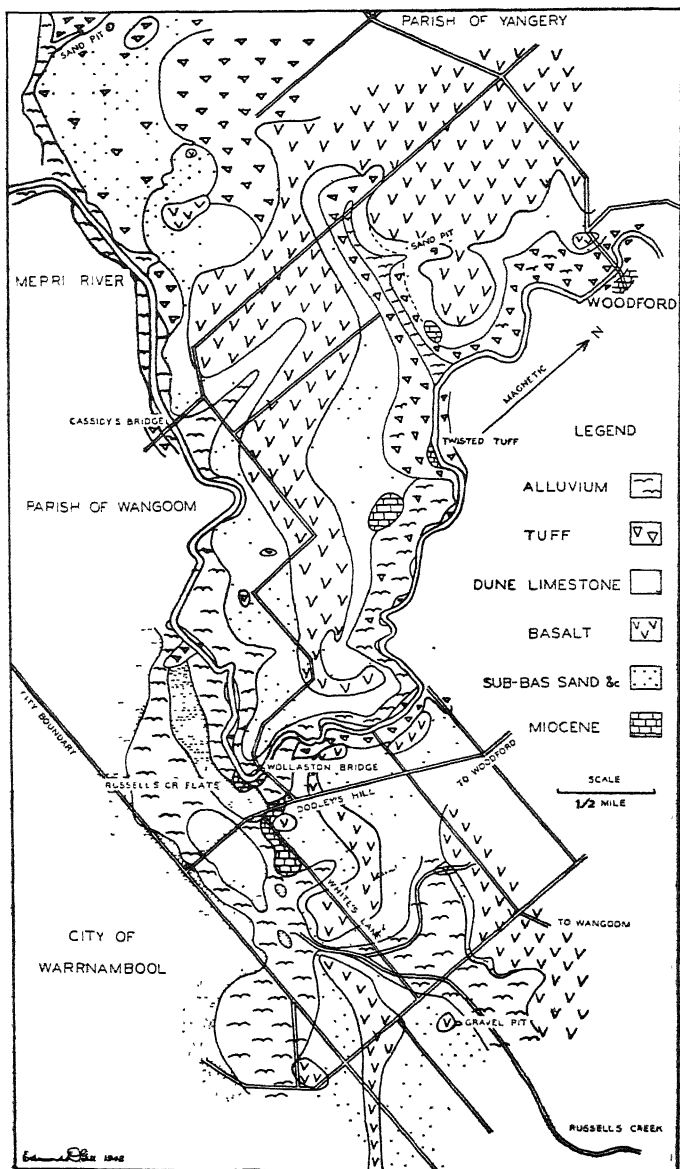 PARISH OF YANGERY
SAND PIT
SAND PIT
MEPRI RIVER
WOODFORD
MAGNETIC N
CASSIDY'S BRIDGE
TWISTED TUFF
LEGEND
ALLUVIUM
PARISH OF WANGOOM
TUFF
DUNE LIMESTONE
BASALT
SUB-BAS SAND &c
MIOCENE
CITY BOUNDARY
WOLLASTON BRIDGE
RUSSELL'S CR FLATS
DOOLEY'S HILL
TO WOODFORD
SCALE
1/2 MILE
WHITE'S LANE
TO WANGOOM
CITY OF
WARRNAMBOOL
GRAVEL PIT
RUSSELLS CREEK
1948